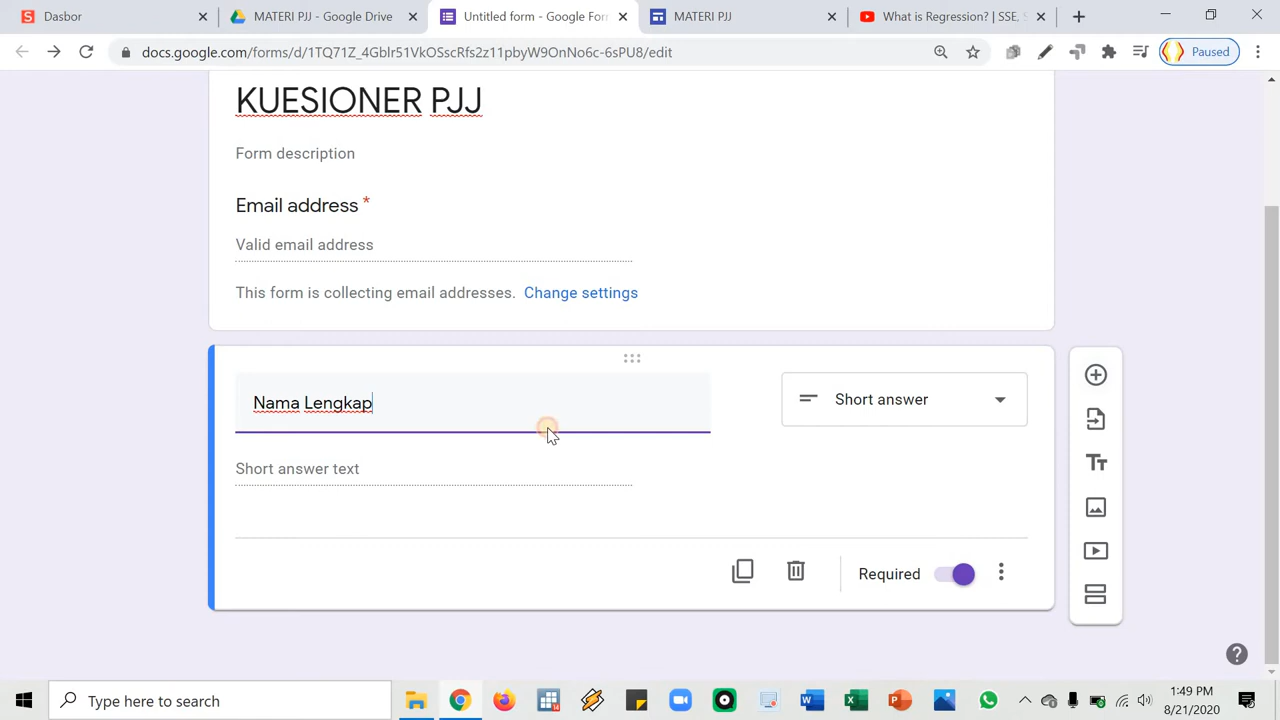 Dasbor
MATERI PJJ - Google Drive
Untitled form - Google For
MATERI PJJ
What is Regression? | SSE,
docs.google.com/forms/d/1TQ71Z_4Gblr51VkOSscRfs2z11pbyW9OnNo6c-6sPU8/edit
Paused
KUESIONER PJJ
Form description
Email address *
Valid email address
This form is collecting email addresses. Change settings
Nama Lengkap
Short answer
Short answer text
Required
Type here to search
1:49 PM
8/21/2020